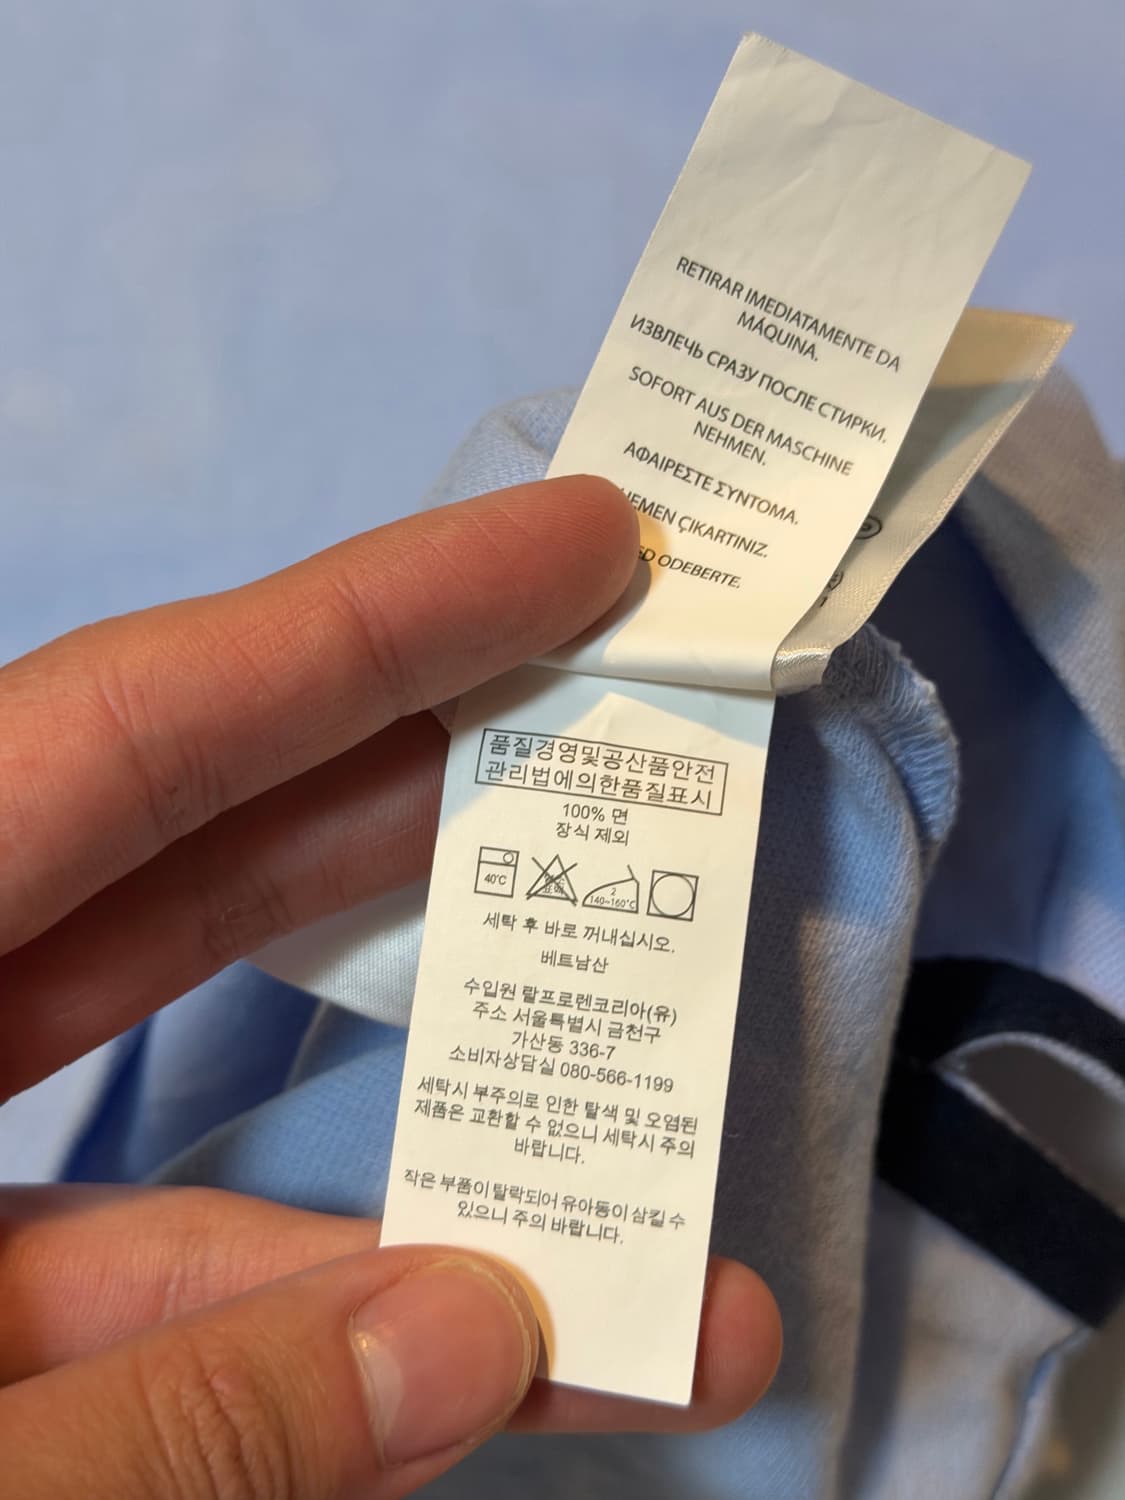 RETIRAR IMEDIATAMENTE DA
MÁQUINA.
ИЗВЛЕЧЬ СРАЗУ ПОСЛЕ СТИРКИ.
SOFORT AUS DER MASCHINE
NEHMEN.
ΑΦΑΙΡΕΣΤΕ ΣΥΝΤΟΜΑ.
HEMEN ÇIKARTINIZ.
ODEBERTE.
품질경영및공산품안전
관리법에의한품질표시
100% 면
장식 제외
40℃
2
140~160℃
세탁 후 바로 꺼내십시오.
베트남산
수입원 랄프로렌코리아(유)
주소 서울특별시 금천구
가산동 336-7
소비자상담실 080-566-1199
세탁시 부주의로 인한 탈색 및 오염된
제품은 교환할 수 없으니 세탁시 주의
바랍니다.
작은 부품이 탈락되어 유아동이 삼킬 수
있으니 주의 바랍니다.